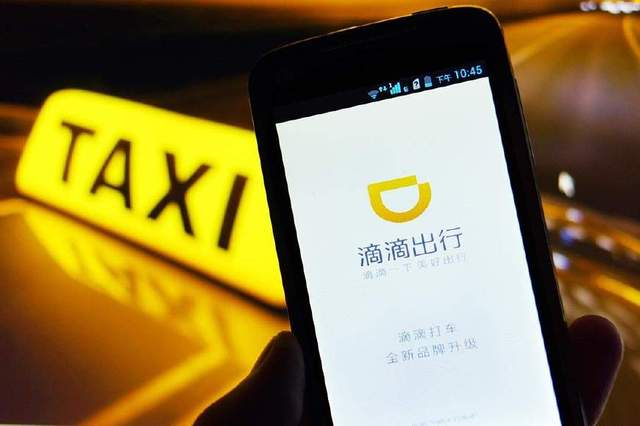 TAXI
下午 10:45
滴滴出行
滴滴一下 美好出行
滴滴打车
全新品牌升级